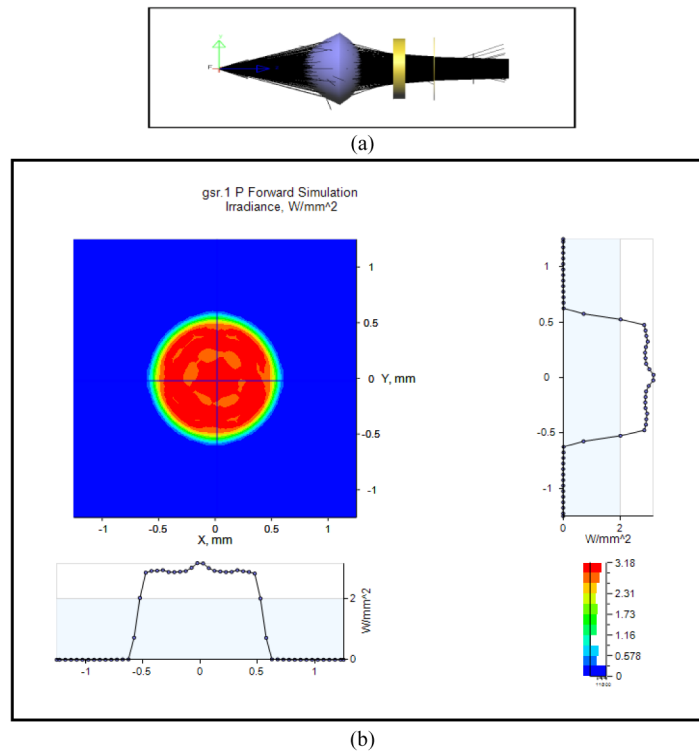 (a)
gsr.1 P Forward Simulation
Irradiance, W/mm^2
1
0.5
0 Y, mm
-0.5
-1
-1 -0.5 0 0.5 1
X, mm
1
0.5
0
-0.5
-1
0 2
W/mm^2
2
0
W/mm^2
-1 -0.5 0 0.5 1
3.18
2.31
1.73
1.16
0.578
0
(b)